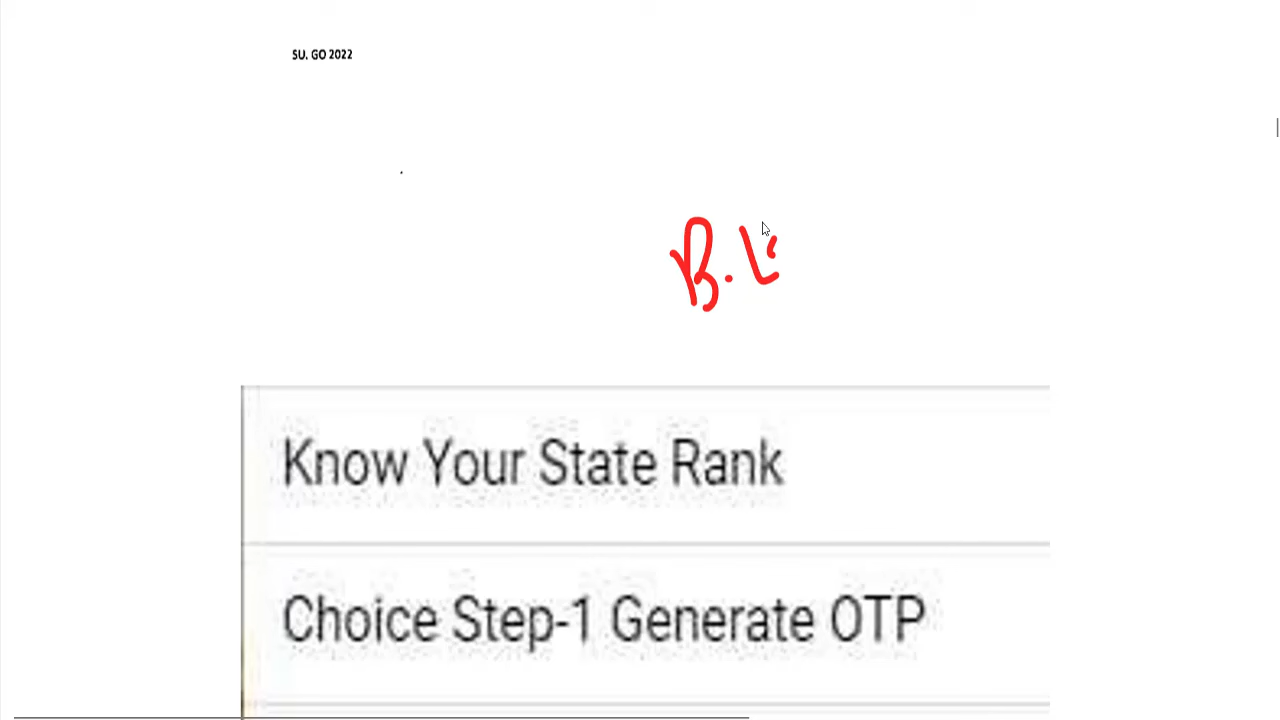 SU. GO 2022
B.
Know Your State Rank
Choice Step-1 Generate OTP